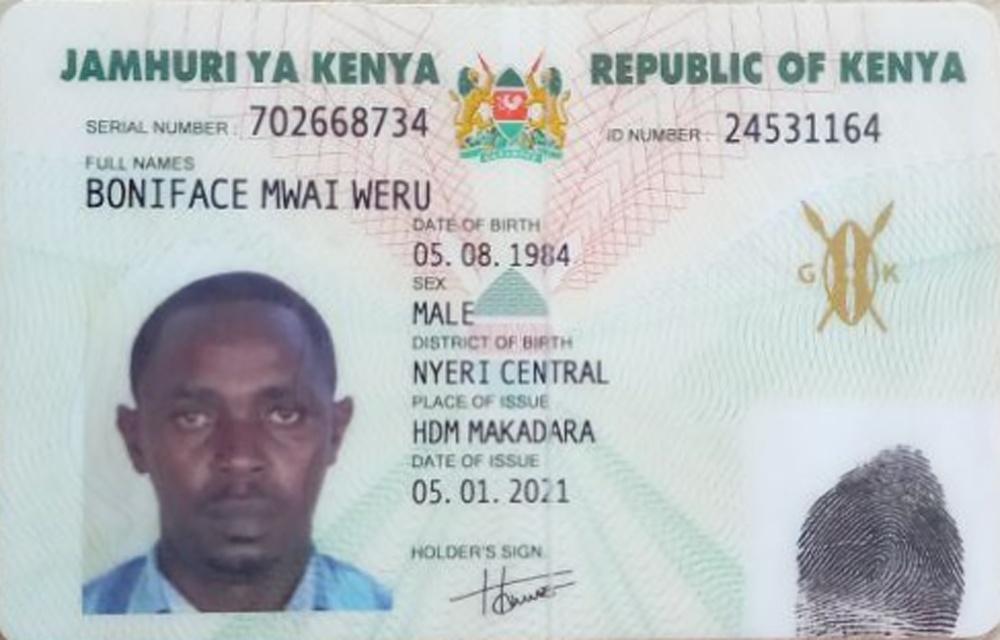 JAMHURI YA KENYA REPUBLIC OF KENYA
SERIAL NUMBER : 702668734 ID NUMBER : 24531164
FULL NAMES
BONIFACE MWAI WERU
DATE OF BIRTH
05. 08. 1984
SEX
MALE
G K
DISTRICT OF BIRTH
NYERI CENTRAL
PLACE OF ISSUE
HDM MAKADARA
DATE OF ISSUE
05. 01. 2021
HOLDER'S SIGN.